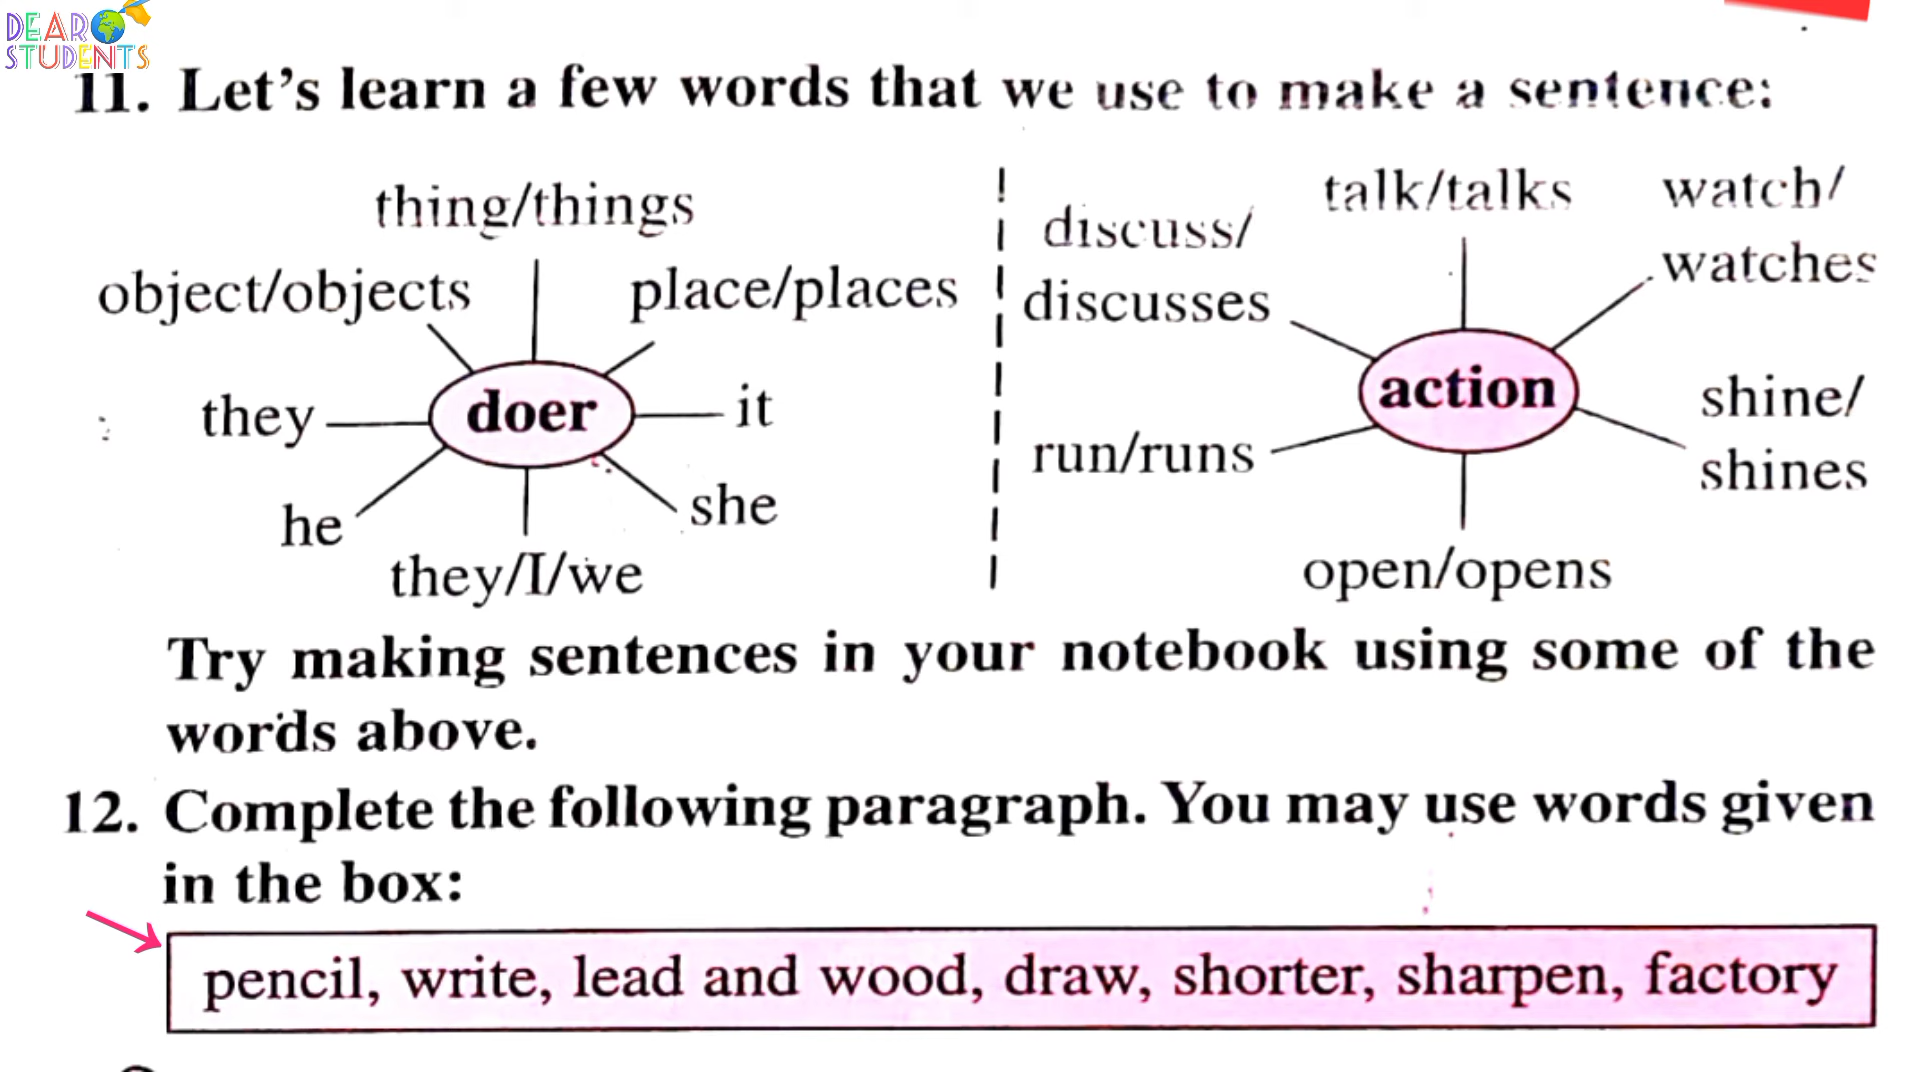 DEAR
STUDENTS
11. Let's learn a few words that we use to make a sentence:
thing/things
object/objects
place/places
they
doer
it
he
she
they/I/we
discuss/
discusses
talk/talks
watch/
watches
action
run/runs
shine/
shines
open/opens
Try making sentences in your notebook using some of the
words above.
12. Complete the following paragraph. You may use words given
in the box:
pencil, write, lead and wood, draw, shorter, sharpen, factory